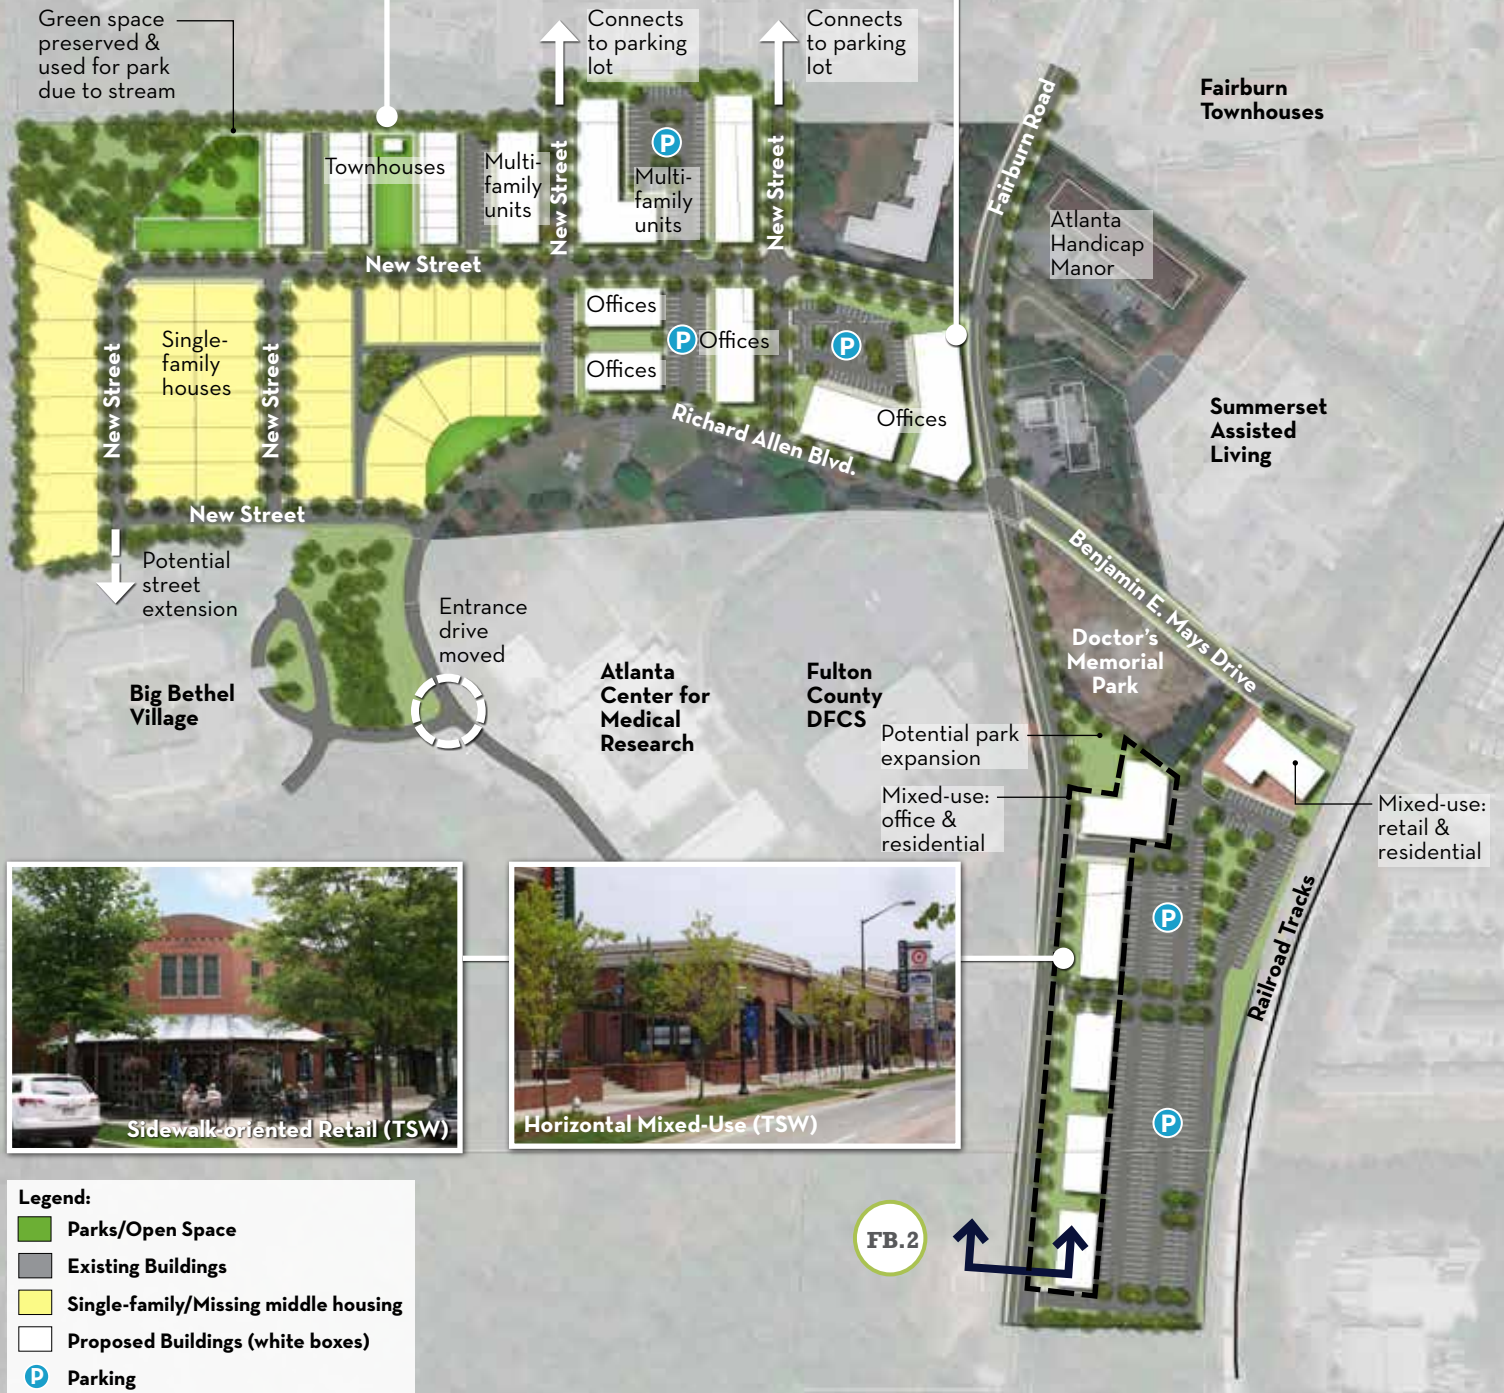 Green space
preserved &
used for park
due to stream
Connects
to parking
lot
Connects
to parking
lot
Fairburn
Townhouses
Fairburn Road
Townhouses
Multi-
family
units
New Street
P
Multi-
family
units
New Street
Atlanta
Handicap
Manor
New Street
Offices
P
Offices
Offices
P
Offices
Single-
family
houses
New Street
New Street
Richard Allen Blvd.
Summerset
Assisted
Living
New Street
Potential
street
extension
Entrance
drive
moved
Big Bethel
Village
Atlanta
Center for
Medical
Research
Fulton
County
DFCS
Benjamin E. Mays Drive
Doctor's
Memorial
Park
Potential park
expansion
Mixed-use:
office &
residential
Mixed-use:
retail &
residential
Railroad Tracks
P
P
Sidewalk-oriented Retail (TSW)
Horizontal Mixed-Use (TSW)
FB.2
Legend:
Parks/Open Space
Existing Buildings
Single-family/Missing middle housing
Proposed Buildings (white boxes)
P Parking